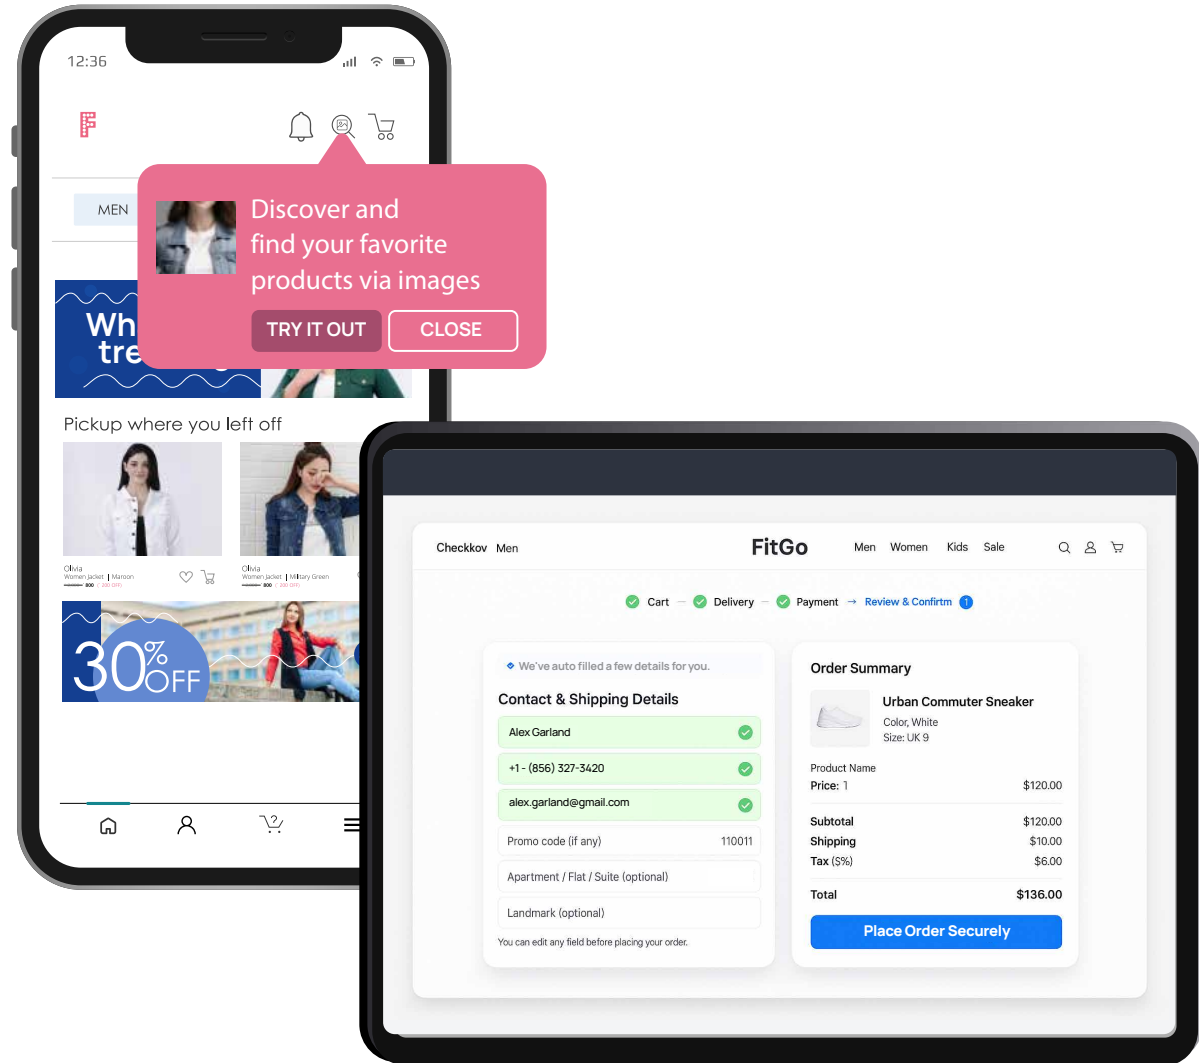 12:36
F
MEN
Discover and
find your favorite
products via images
TRY IT OUT
CLOSE
Wh
tre
Pickup where you left off
Olivia
Women Jacket | Maroon
800
Olivia
Women Jacket | Military Green
800
30% OFF
Checkkov Men
FitGo
Men Women Kids Sale
Cart – Delivery – Payment → Review & Confirtm 1
We've auto filled a few details for you.
Contact & Shipping Details
Alex Garland
+1 - (856) 327-3420
alex.garland@gmail.com
Promo code (if any) 110011
Apartment / Flat / Suite (optional)
Landmark (optional)
You can edit any field before placing your order.
Order Summary
Urban Commuter Sneaker
Color, White
Size: UK 9
Product Name
Price: 1 $120.00
Subtotal $120.00
Shipping $10.00
Tax (S%) $6.00
Total $136.00
Place Order Securely